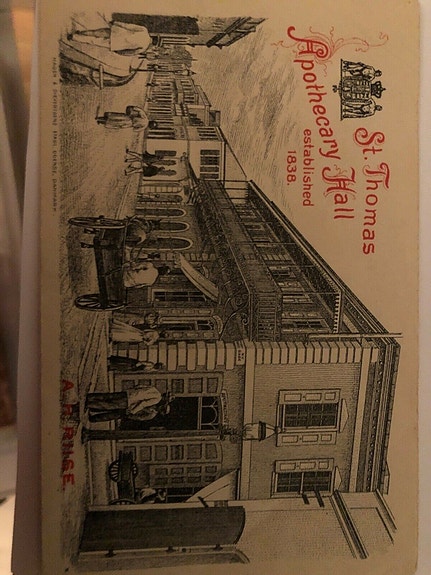 St. Thomas
Apothecary Hall
established
1838.
A. H. RIISE.